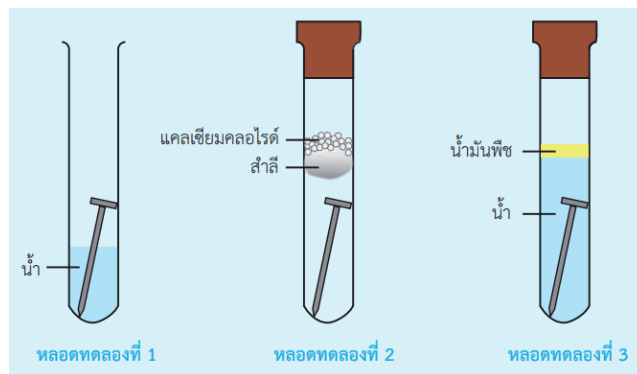 แคลเซียมคลอไรด์
สำลี
น้ำมันพืช
น้ำ
น้ำ
หลอดทดลองที่ 1
หลอดทดลองที่ 2
หลอดทดลองที่ 3